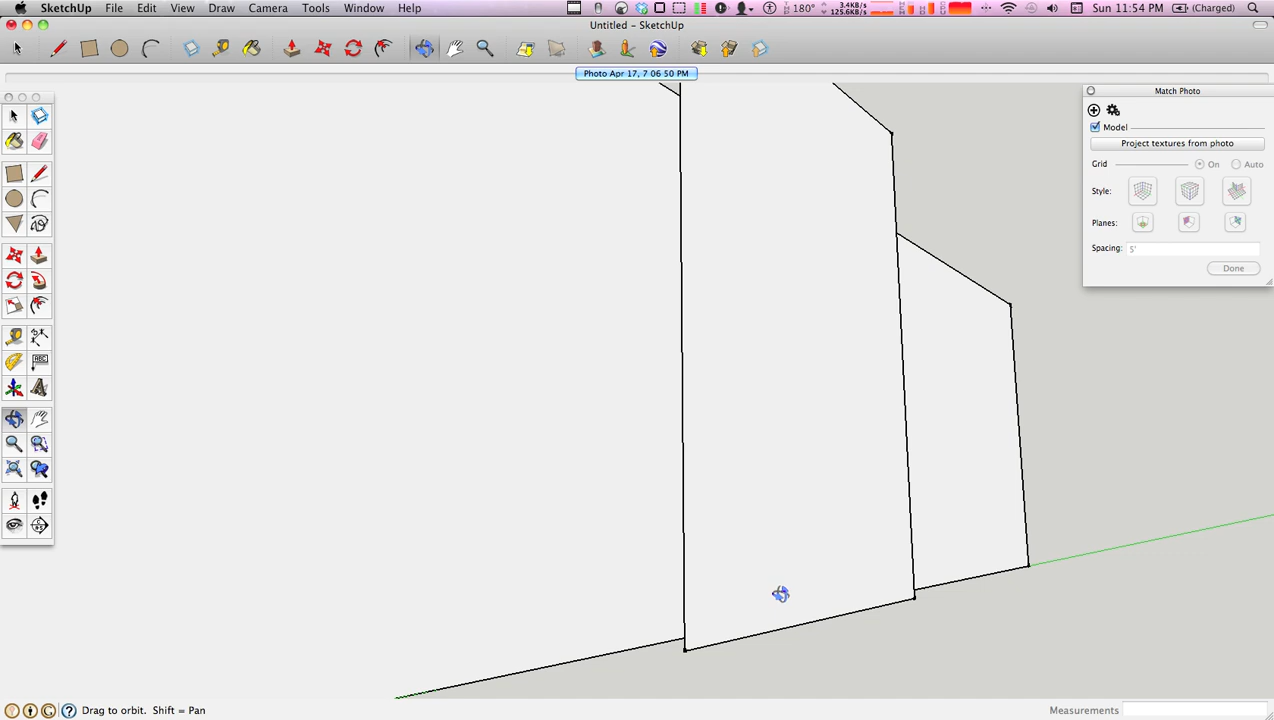 SketchUp File Edit View Draw Camera Tools Window Help 180° 3.4KB/s 125.6KB/s Sun 11:54 PM (Charged)
Untitled - SketchUp
Photo Apr 17, 7 06 50 PM
Match Photo
Model
Project textures from photo
Grid On Auto
Style:
Planes:
Spacing: 5'
Done
ABC
A
Drag to orbit. Shift = Pan
Measurements